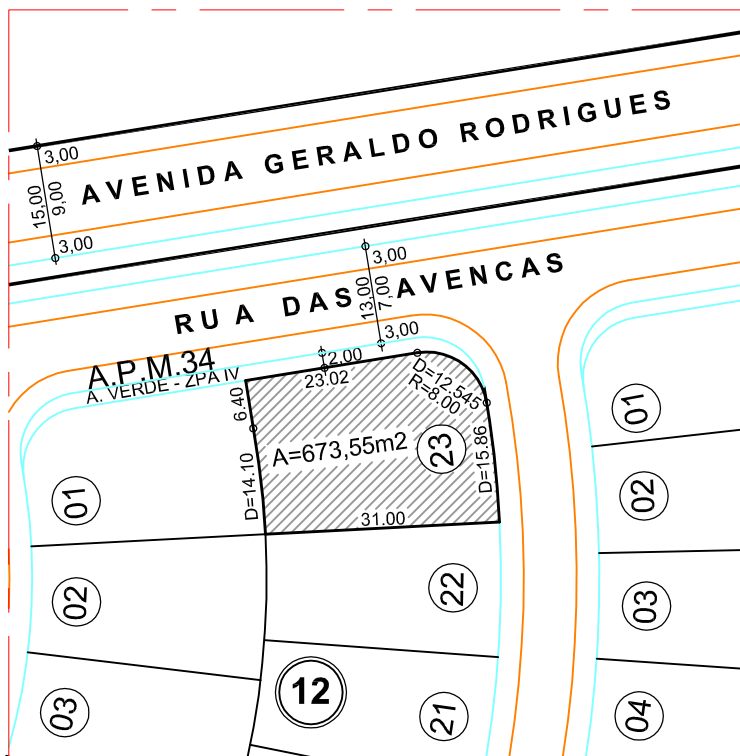 AVENIDA GERALDO RODRIGUES
3,00
15,00
9,00
3,00
RUA DAS AVENCAS
3,00
13,00
7,00
3,00
A.P.M.34
A. VERDE - ZPA IV
2.00
23.02
D=12.545
R=8.00
6.40
D=14.10
A=673,55m2
23
D=15.86
31.00
01
02
03
22
21
12
01
02
03
04